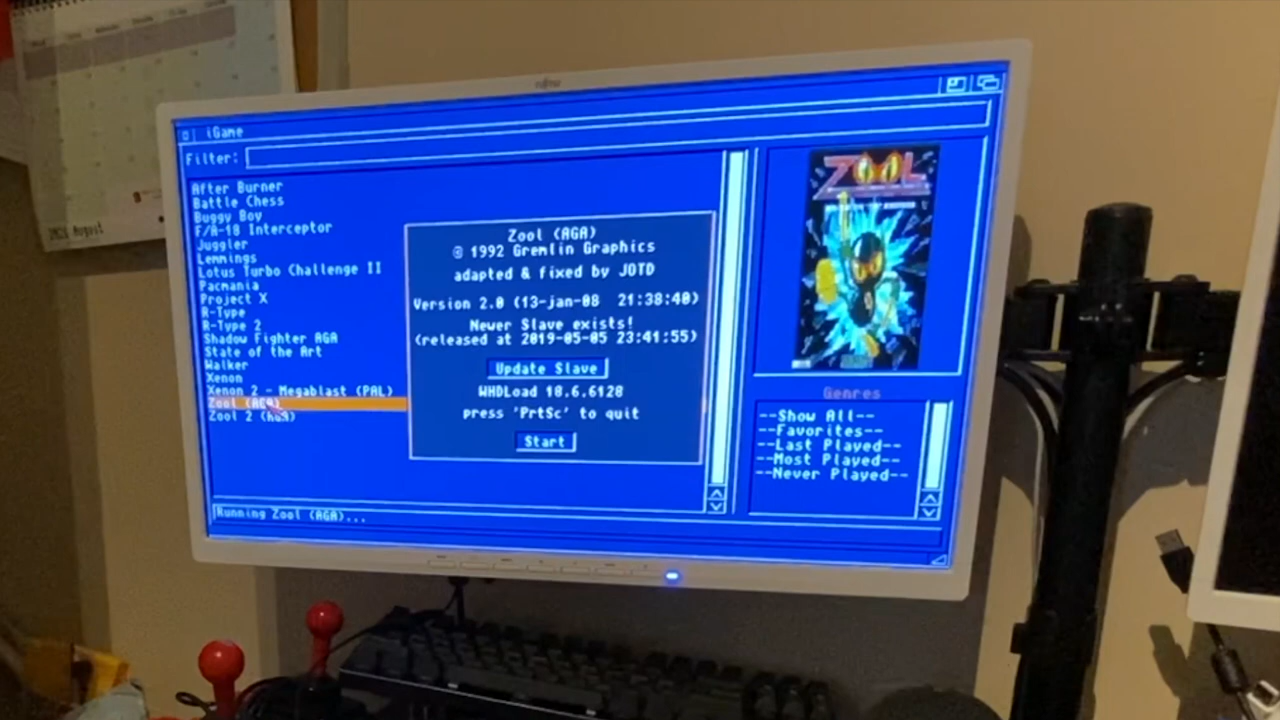 FUJITSU
iGame
Filter:
After Burner
Battle Chess
Buggy Boy
F/A-18 Interceptor
Juggler
Lemmings
Lotus Turbo Challenge II
Pacmania
Project X
R-Type
R-Type 2
Shadow Fighter AGA
State of the Art
Walker
Xenon
Xenon 2 - Megablast (PAL)
Zool (AGA)
Zool 2 (AGA)
Zool (AGA)
© 1992 Gremlin Graphics
adapted & fixed by JOTD
Version 2.0 (13-jan-08 21:38:40)
Newer Slave exists!
(released at 2019-05-05 23:41:55)
Update Slave
WHDLoad 18.6.6128
press 'PrtSc' to quit
Start
ZOOL
Genres
--Show All--
--Favorites--
--Last Played--
--Most Played--
--Never Played--
Running Zool (AGA)...
August